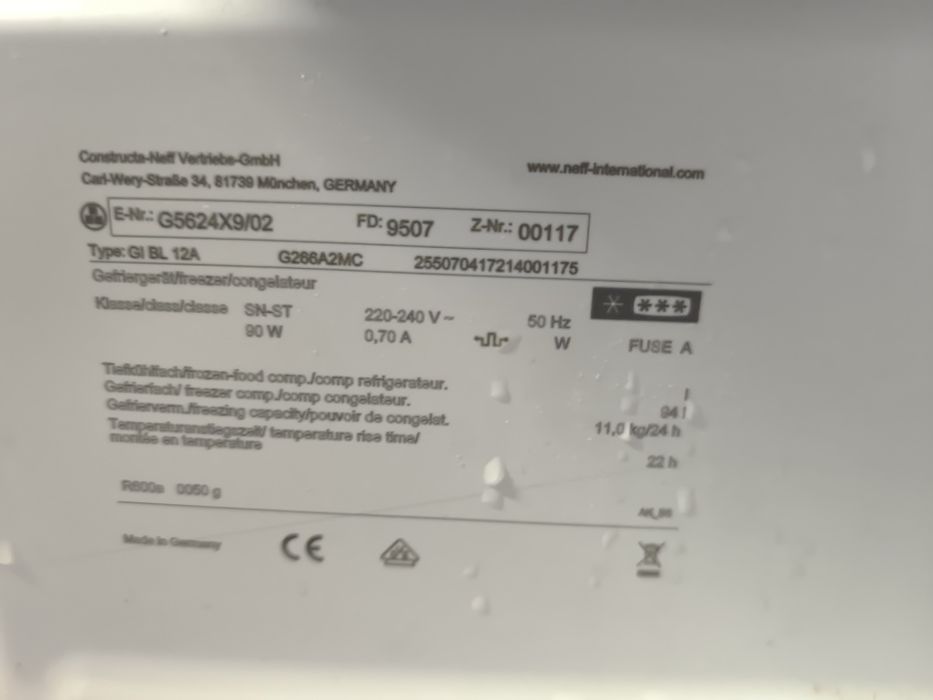 Constructa-Neff Vertriebs-GmbH
Carl-Wery-Straße 34, 81739 München, GERMANY
www.neff-international.com
E-Nr.: G5624X9/02 FD: 9507 Z-Nr.: 00117
Type: GI BL 12A G266A2MC 255070417214001175
Gefriergerät/freezer/congelateur
Klasse/class/classe SN-ST 220-240 V ~ 50 Hz
90 W 0,70 A W FUSE A
Tiefkühlfach/frozen-food comp./comp refrigerateur. l
Gefrierfach/ freezer comp./comp congelateur. 94 l
Gefrierverm./freezing capacity/pouvoir de congelat. 11,0 kg/24 h
Temperaturanstiegszeit/ temperature rise time/
montée en temperature 22 h
R600a 0050 g
Made in Germany CE